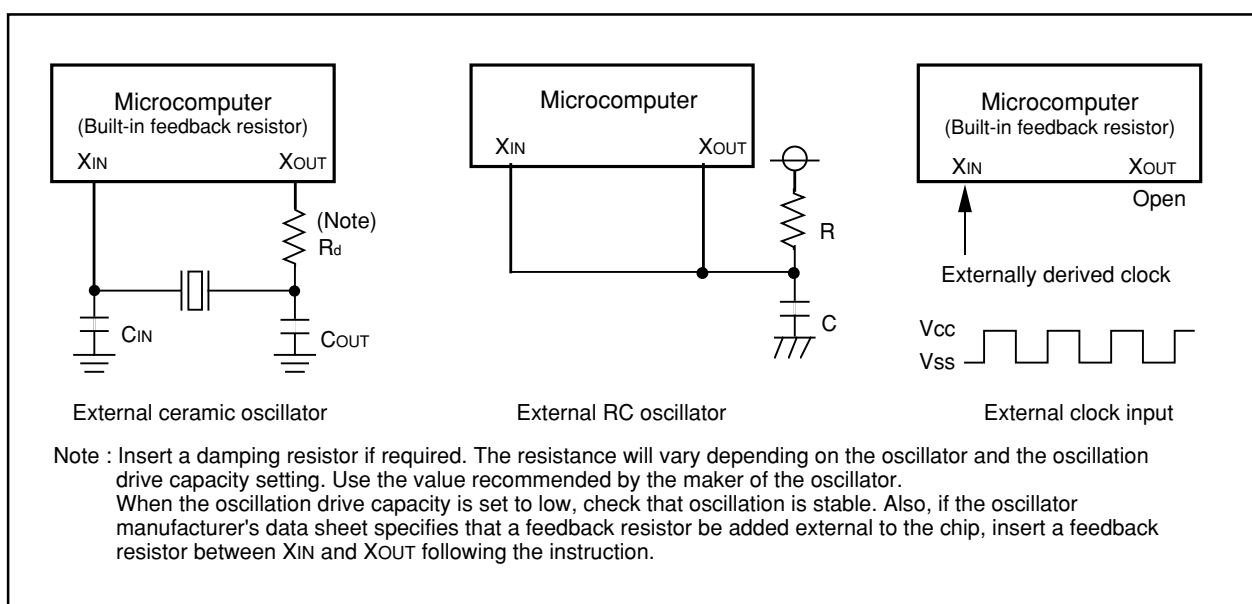 Microcomputer
(Built-in feedback resistor)
XIN
XOUT
(Note)
Rd
CIN
COUT
External ceramic oscillator
Microcomputer
XIN
XOUT
R
C
External RC oscillator
Microcomputer
(Built-in feedback resistor)
XIN
XOUT
Open
Externally derived clock
Vcc
Vss
External clock input
Note : Insert a damping resistor if required. The resistance will vary depending on the oscillator and the oscillation
drive capacity setting. Use the value recommended by the maker of the oscillator.
When the oscillation drive capacity is set to low, check that oscillation is stable. Also, if the oscillator
manufacturer's data sheet specifies that a feedback resistor be added external to the chip, insert a feedback
resistor between XIN and XOUT following the instruction.